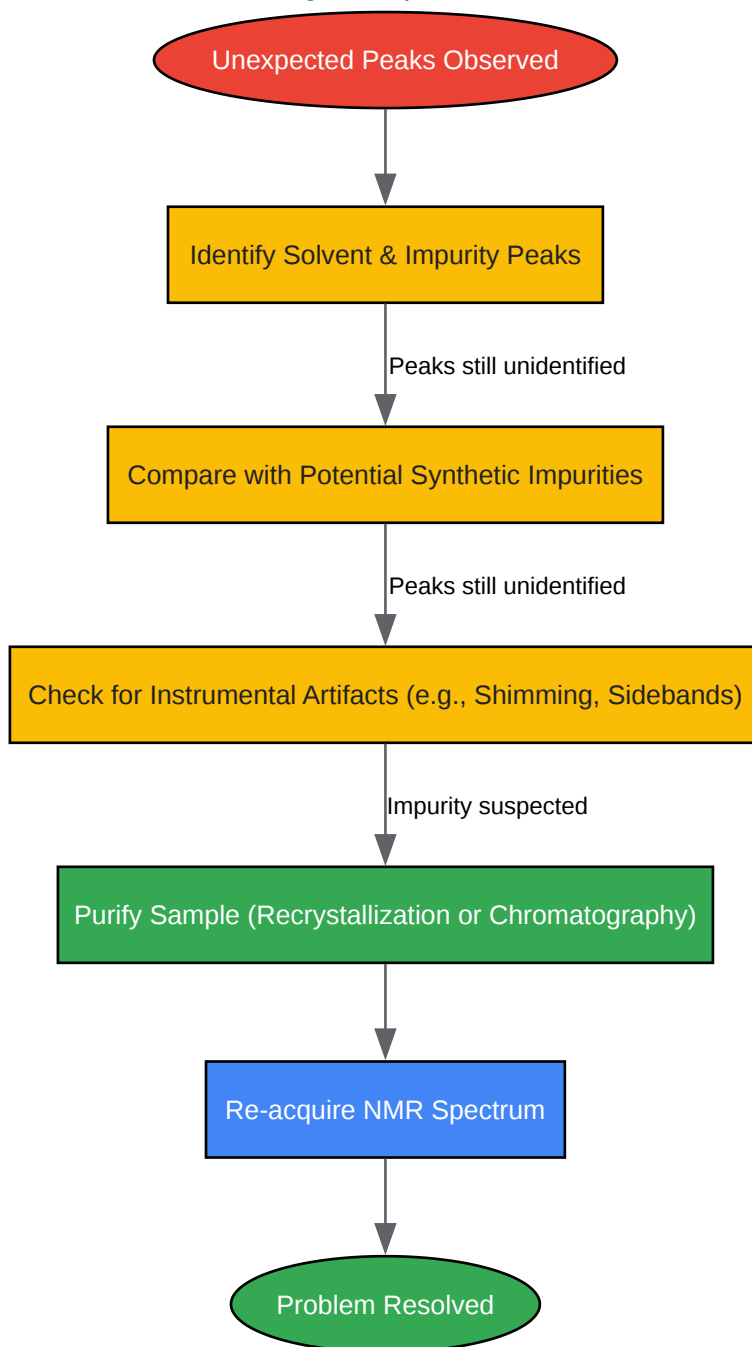 Unexpected Peaks Observed
Identify Solvent & Impurity Peaks
Peaks still unidentified
Compare with Potential Synthetic Impurities
Peaks still unidentified
Check for Instrumental Artifacts (e.g., Shimming, Sidebands)
Impurity suspected
Purify Sample (Recrystallization or Chromatography)
Re-acquire NMR Spectrum
Problem Resolved